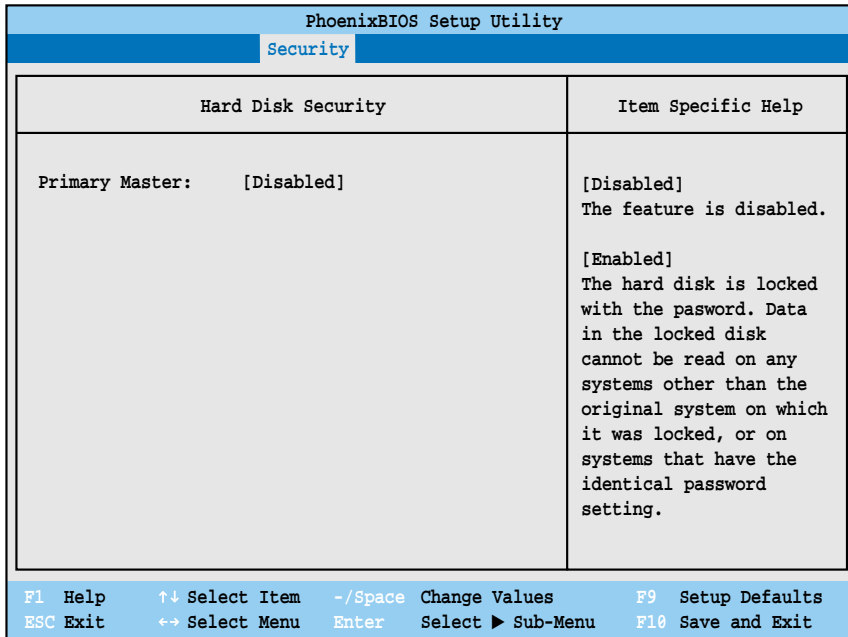 PhoenixBIOS Setup Utility
Security
Hard Disk Security
Item Specific Help
Primary Master: [Disabled]
[Disabled]
The feature is disabled.
[Enabled]
The hard disk is locked
with the pasword. Data
in the locked disk
cannot be read on any
systems other than the
original system on which
it was locked, or on
systems that have the
identical password
setting.
F1 Help ↑↓ Select Item -/Space Change Values F9 Setup Defaults
ESC Exit ←→ Select Menu Enter Select ▶ Sub-Menu F10 Save and Exit